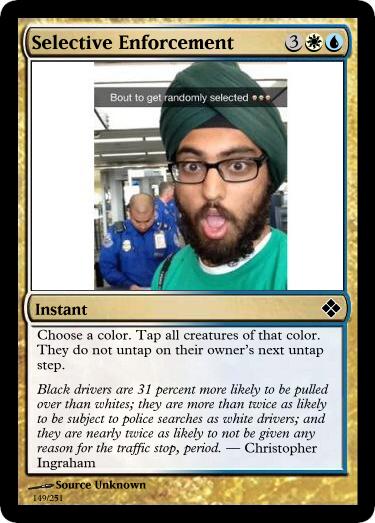 Selective Enforcement 3
Bout to get randomly selected
Instant
Choose a color. Tap all creatures of that color.
They do not untap on their owner's next untap
step.
Black drivers are 31 percent more likely to be pulled
over than whites; they are more than twice as likely
to be subject to police searches as white drivers; and
they are nearly twice as likely to not be given any
reason for the traffic stop, period. — Christopher
Ingraham
Source Unknown
149/251